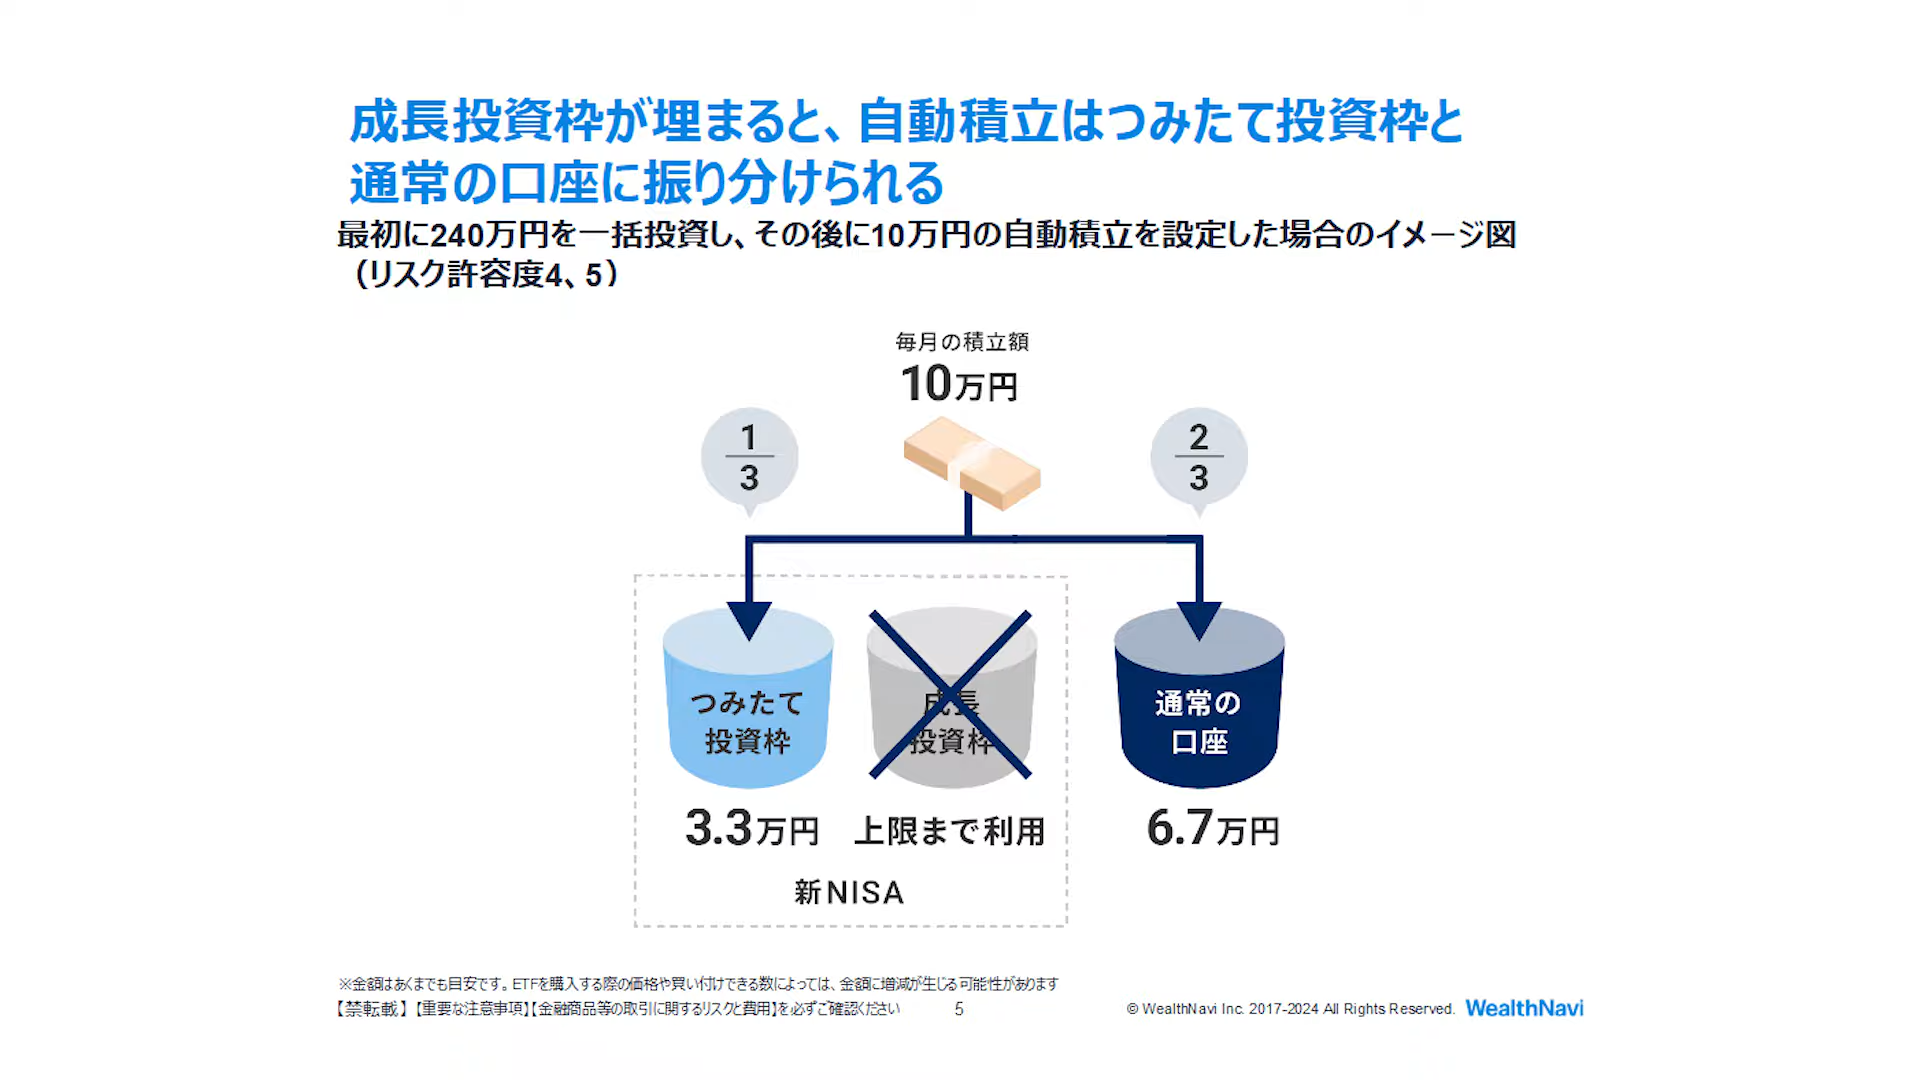 成長投資枠が埋まると、自動積立はつみたて投資枠と
通常の口座に振り分けられる
最初に240万円を一括投資し、その後に10万円の自動積立を設定した場合のイメージ図
（リスク許容度4、5）
毎月の積立額
10万円
1
3
2
3
つみたて
投資枠
成長
投資枠
通常の
口座
3.3万円
上限まで利用
6.7万円
新NISA
※金額はあくまでも目安です。ETFを購入する際の価格や買い付けできる数によっては、金額に増減が生じる可能性があります
【禁転載】【重要な注意事項】【金融商品等の取引に関するリスクと費用】を必ずご確認ください
5
© WealthNavi Inc. 2017-2024 All Rights Reserved.
WealthNavi